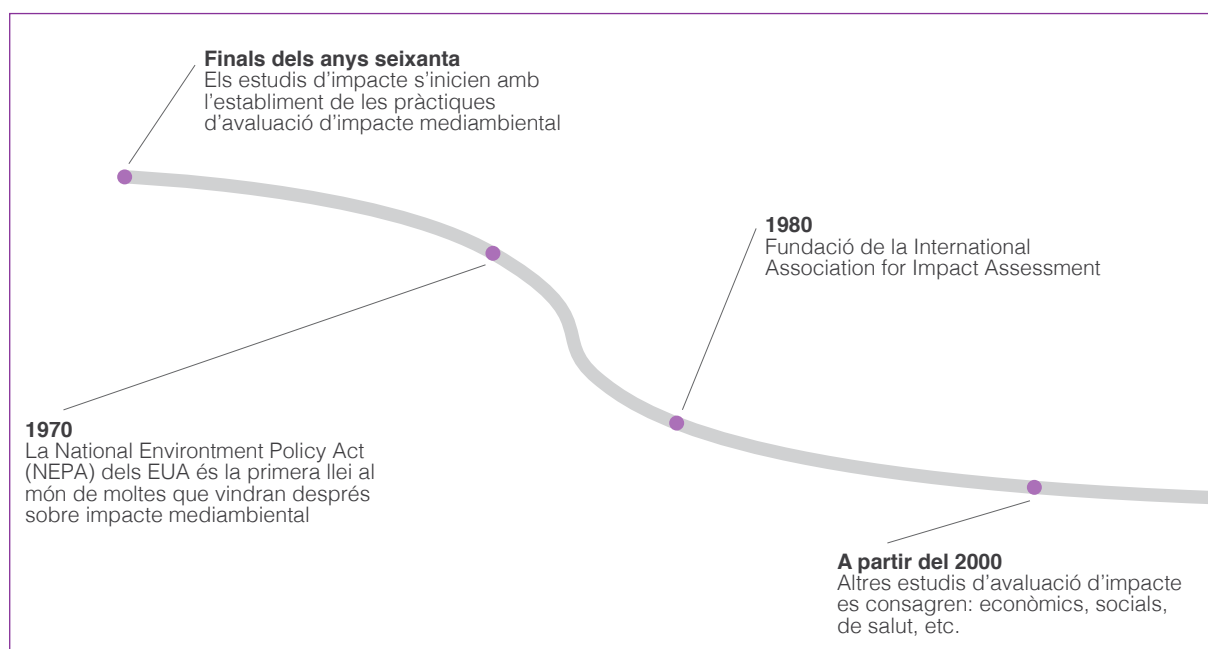 Finals dels anys seixanta
Els estudis d’impacte s’inicien amb
l’establiment de les pràctiques
d’avaluació d’impacte mediambiental
1980
Fundació de la International
Association for Impact Assessment
1970
La National Environtment Policy Act
(NEPA) dels EUA és la primera llei al
món de moltes que vindran després
sobre impacte mediambiental
A partir del 2000
Altres estudis d’avaluació d’impacte
es consagren: econòmics, socials,
de salut, etc.